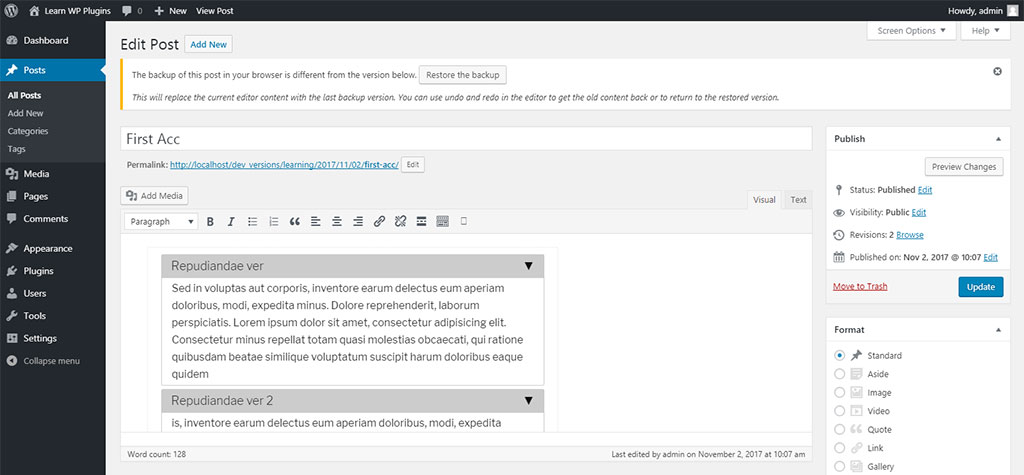 Learn WP Plugins 0 New View Post Howdy, admin
Dashboard
Posts
All Posts
Add New
Categories
Tags
Media
Pages
Comments
Appearance
Plugins
Users
Tools
Settings
Collapse menu
Screen Options Help
Edit Post Add New
The backup of this post in your browser is different from the version below. Restore the backup
This will replace the current editor content with the last backup version. You can use undo and redo in the editor to get the old content back or to return to the restored version.
First Acc
Permalink: http://localhost/dev_versions/learning/2017/11/02/first-acc/ Edit
Add Media
Visual Text
Paragraph
Repudiandae ver
Sed in voluptas aut corporis, inventore earum delectus eum aperiam
doloribus, modi, expedita minus. Dolore reprehenderit, laborum
perspiciatis. Lorem ipsum dolor sit amet, consectetur adipisicing elit.
Consectetur minus repellat totam quasi molestias obcaecati, qui ratione
quibusdam beatae similique voluptatum suscipit harum doloribus eaque
quidem
Repudiandae ver 2
is, inventore earum delectus eum aperiam doloribus, modi, expedita
Word count: 128 Last edited by admin on November 2, 2017 at 10:07 am
Publish
Preview Changes
Status: Published Edit
Visibility: Public Edit
Revisions: 2 Browse
Published on: Nov 2, 2017 @ 10:07 Edit
Move to Trash Update
Format
Standard
Aside
Image
Video
Quote
Link
Gallery